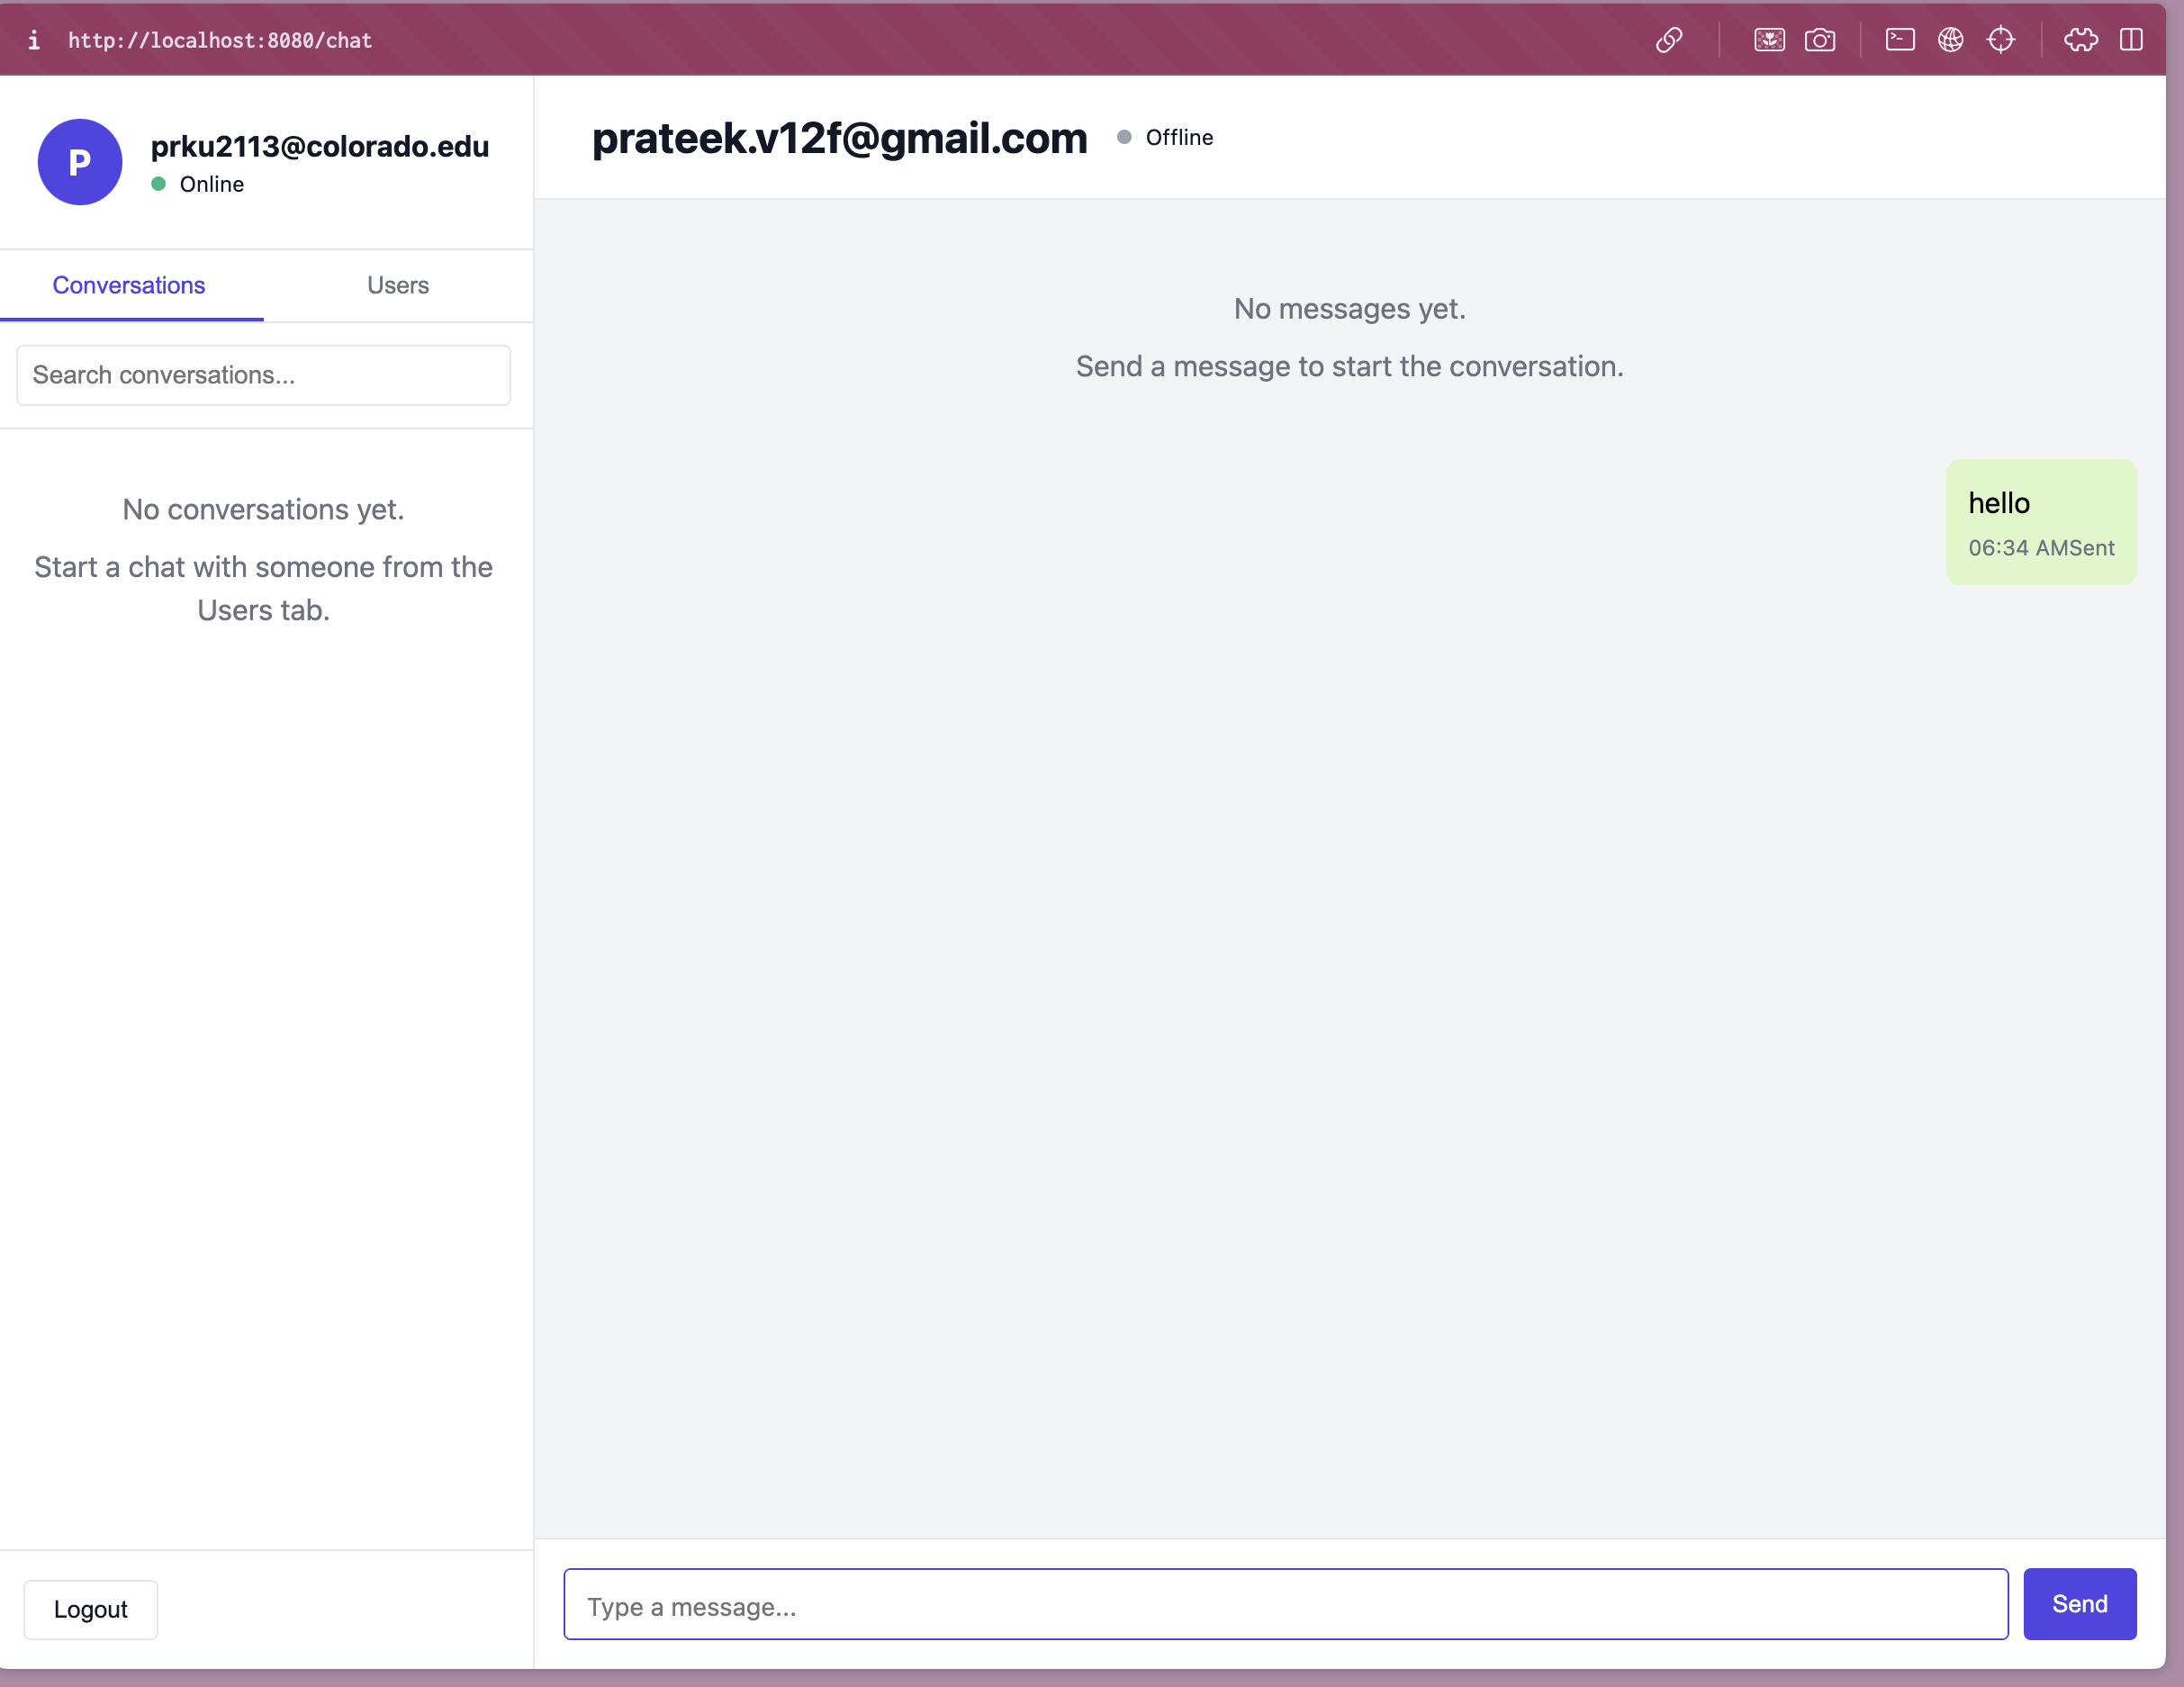 http://localhost:8080/chat
P
prku2113@colorado.edu
Online
Conversations
Users
Search conversations...
No conversations yet.
Start a chat with someone from the
Users tab.
Logout
prateek.v12f@gmail.com
Offline
No messages yet.
Send a message to start the conversation.
hello
06:34 AMSent
Type a message...
Send